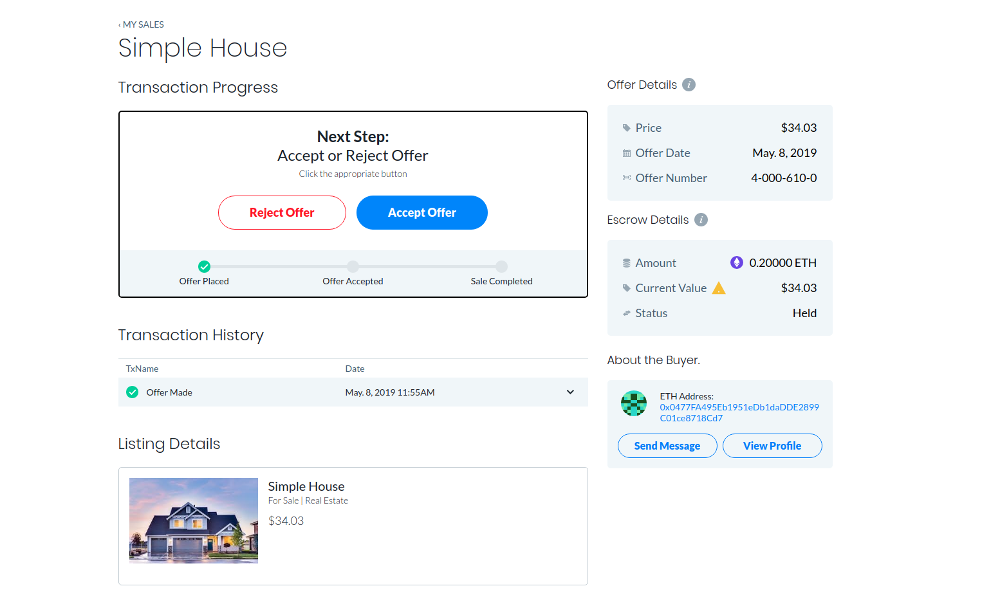 ‹ MY SALES
Simple House
Transaction Progress
Next Step:
Accept or Reject Offer
Click the appropriate button
Reject Offer
Accept Offer
Offer Placed
Offer Accepted
Sale Completed
Transaction History
TxName
Date
Offer Made
May. 8, 2019 11:55AM
Listing Details
Simple House
For Sale | Real Estate
$34.03
Offer Details
Price
$34.03
Offer Date
May. 8, 2019
Offer Number
4-000-610-0
Escrow Details
Amount
0.20000 ETH
Current Value
$34.03
Status
Held
About the Buyer.
ETH Address:
0x0477FA495Eb1951eDb1daDDE2899
C01ce8718Cd7
Send Message
View Profile